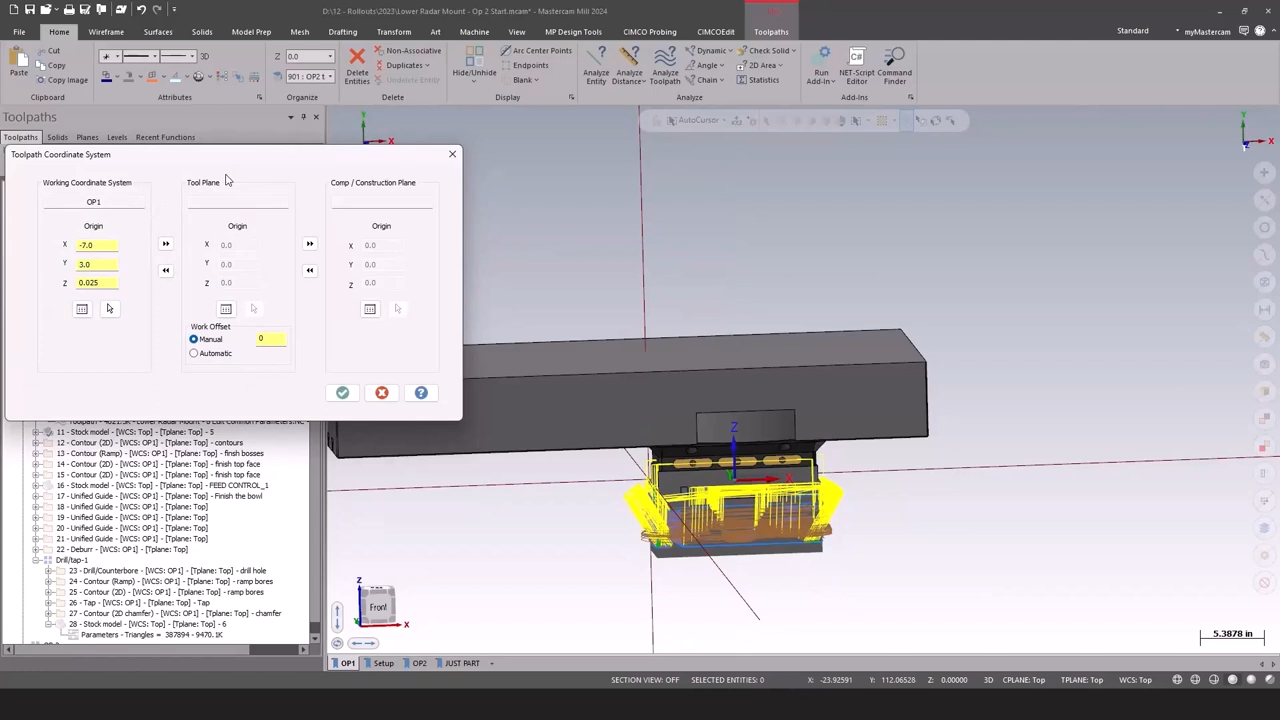 D:\12 - Rollouts\2023\Lower Radar Mount - Op 2 Start.mcam* - Mastercam Mill 2024
Toolpaths
File Home Wireframe Surfaces Solids Model Prep Mesh Drafting Transform Art Machine View CIMCO Probing CIMCOEdit MP Design Tools Toolpaths Standard myMastercam
Paste
Cut
Copy
Copy Image
Clipboard
3D
Attributes
Z 0.0
901 : OP2 t
Organize
Delete Entities
Non-Associative
Duplicates
Undelete Entity
Delete
Hide/Unhide
Arc Center Points
Endpoints
Blank
Display
Analyze Entity
Analyze Distance
Analyze Toolpath
Dynamic
Angle
Chain
Check Solid
2D Area
Statistics
Analyze
Run Add-In
NET-Script Editor
Command Finder
Add-Ins
Toolpaths
Toolpaths Solids Planes Levels Recent Functions
AutoCursor
X
X
Toolpath Coordinate System
Working Coordinate System Tool Plane Comp / Construction Plane
OP1
Origin Origin Origin
X -7.0 X 0.0 X 0.0
Y 3.0 Y 0.0 Y 0.0
Z 0.025 Z 0.0 Z 0.0
Work Offset
Manual 0
Automatic
11 - Stock model - [WCS: Top] - [Tplane: Top] - 5
12 - Contour (2D) - [WCS: OP1] - [Tplane: Top] - contours
13 - Contour (Ramp) - [WCS: OP1] - [Tplane: Top] - finsh bosses
14 - Contour (2D) - [WCS: OP1] - [Tplane: Top] - finish top face
15 - Contour (2D) - [WCS: OP1] - [Tplane: Top] - finish top face
16 - Stock model - [WCS: Top] - [Tplane: Top] - FEED CONTROL_1
17 - Unified Guide - [WCS: OP1] - [Tplane: Top] - Finish the bowl
18 - Unified Guide - [WCS: OP1] - [Tplane: Top]
19 - Unified Guide - [WCS: OP1] - [Tplane: Top]
20 - Unified Guide - [WCS: OP1] - [Tplane: Top]
21 - Unified Guide - [WCS: OP1] - [Tplane: Top]
22 - Deburr - [WCS: OP1] - [Tplane: Top]
Drill/tap-1
23 - Drill/Counterbore - [WCS: OP1] - [Tplane: Top] - drill hole
24 - Contour (Ramp) - [WCS: OP1] - [Tplane: Top] - ramp bores
25 - Contour (2D) - [WCS: OP1] - [Tplane: Top] - ramp bores
26 - Tap - [WCS: OP1] - [Tplane: Top] - Tap
27 - Contour (2D chamfer) - [WCS: OP1] - [Tplane: Top] - chamfer
28 - Stock model - [WCS: Top] - [Tplane: Top] - 6
Parameters - Triangles = 387894 - 9470.1K
Z
X
Z
Front
X
5.3878 in
OP1 Setup OP2 JUST PART +
SECTION VIEW: OFF SELECTED ENTITIES: 0 X: -23.92591 Y: 112.06528 Z: 0.00000 3D CPLANE: Top TPLANE: Top WCS: Top